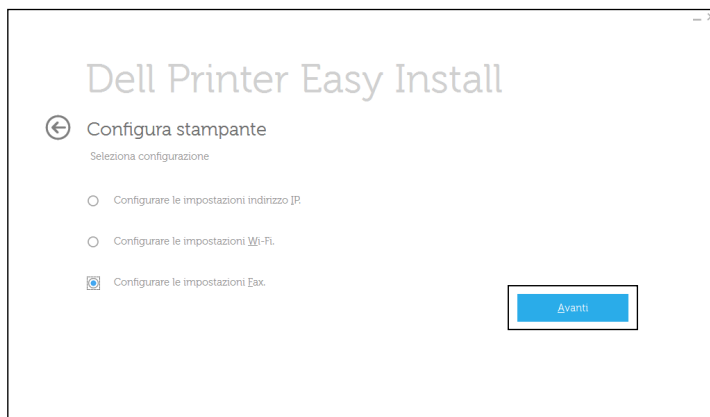 Dell Printer Easy Install
Configura stampante
Seleziona configurazione
Configurare le impostazioni indirizzo IP.
Configurare le impostazioni Wi-Fi.
Configurare le impostazioni Fax.
Avanti